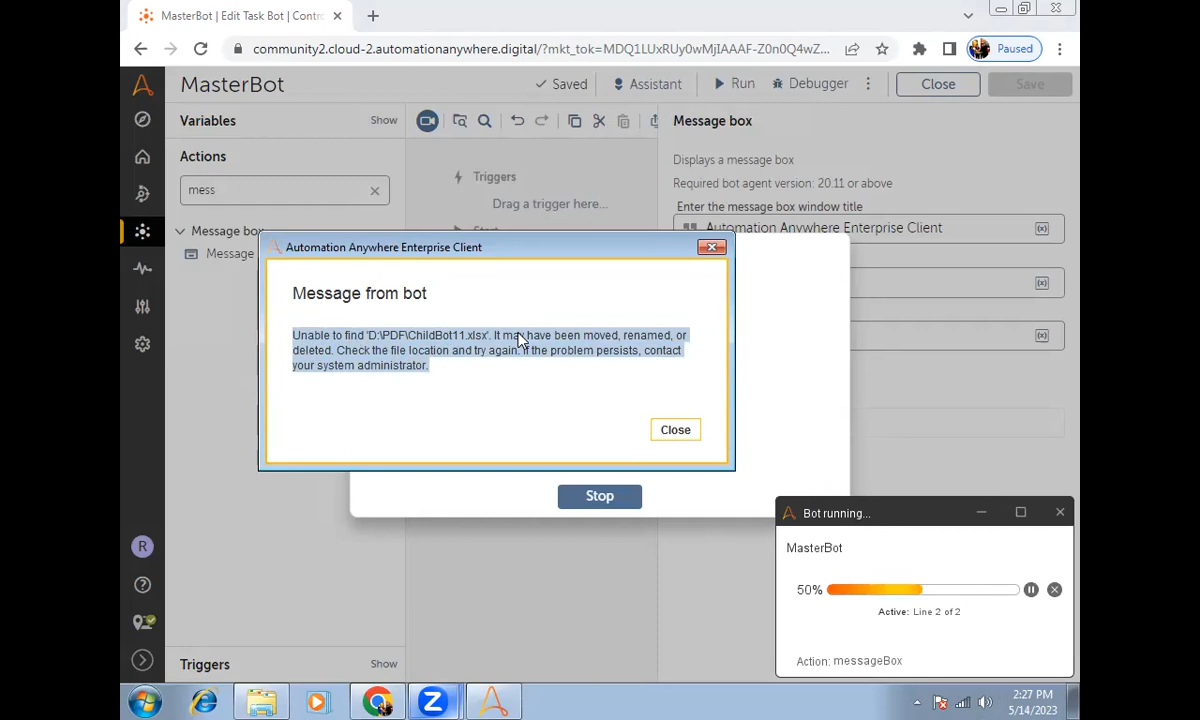 MasterBot | Edit Task Bot | Contro
community2.cloud-2.automationanywhere.digital/?mkt_tok=MDQ1LUxRUy0wMjIAAAF-Z0n0Q4wZ...
Paused
MasterBot
Saved
Assistant
Run
Debugger
Close
Save
Variables
Show
Message box
Actions
Displays a message box
Triggers
Required bot agent version: 20.11 or above
mess
Drag a trigger here...
Enter the message box window title
Start
Message box
Automation Anywhere Enterprise Client
Message
Automation Anywhere Enterprise Client
Message from bot
Unable to find 'D:\PDF\ChildBot11.xlsx'. It may have been moved, renamed, or
deleted. Check the file location and try again. If the problem persists, contact
your system administrator.
Close
Stop
Bot running...
MasterBot
50%
Active: Line 2 of 2
Action: messageBox
R
Triggers
Show
2:27 PM
5/14/2023